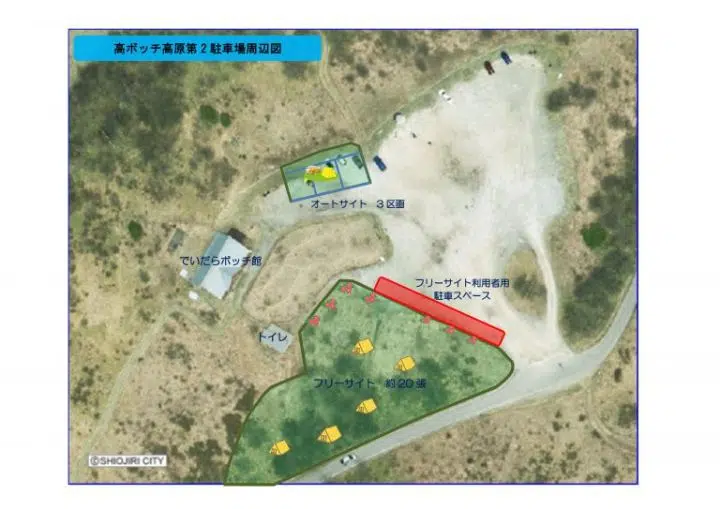 高ボッチ高原第2駐車場周辺図
オートサイト 3区画
でいだらボッチ館
フリーサイト利用者用
駐車スペース
トイレ
フリーサイト 約20張
©SHIOJIRI CITY